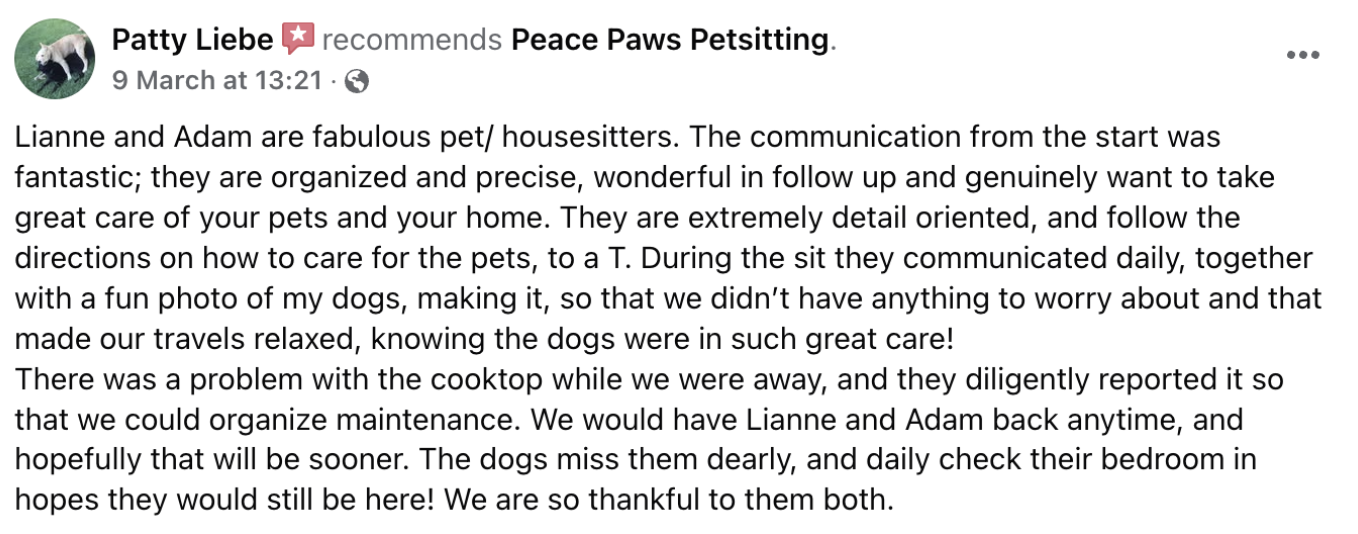 Patty Liebe recommends Peace Paws Petsitting.
9 March at 13:21 ·
Lianne and Adam are fabulous pet/ housesitters. The communication from the start was
fantastic; they are organized and precise, wonderful in follow up and genuinely want to take
great care of your pets and your home. They are extremely detail oriented, and follow the
directions on how to care for the pets, to a T. During the sit they communicated daily, together
with a fun photo of my dogs, making it, so that we didn’t have anything to worry about and that
made our travels relaxed, knowing the dogs were in such great care!
There was a problem with the cooktop while we were away, and they diligently reported it so
that we could organize maintenance. We would have Lianne and Adam back anytime, and
hopefully that will be sooner. The dogs miss them dearly, and daily check their bedroom in
hopes they would still be here! We are so thankful to them both.